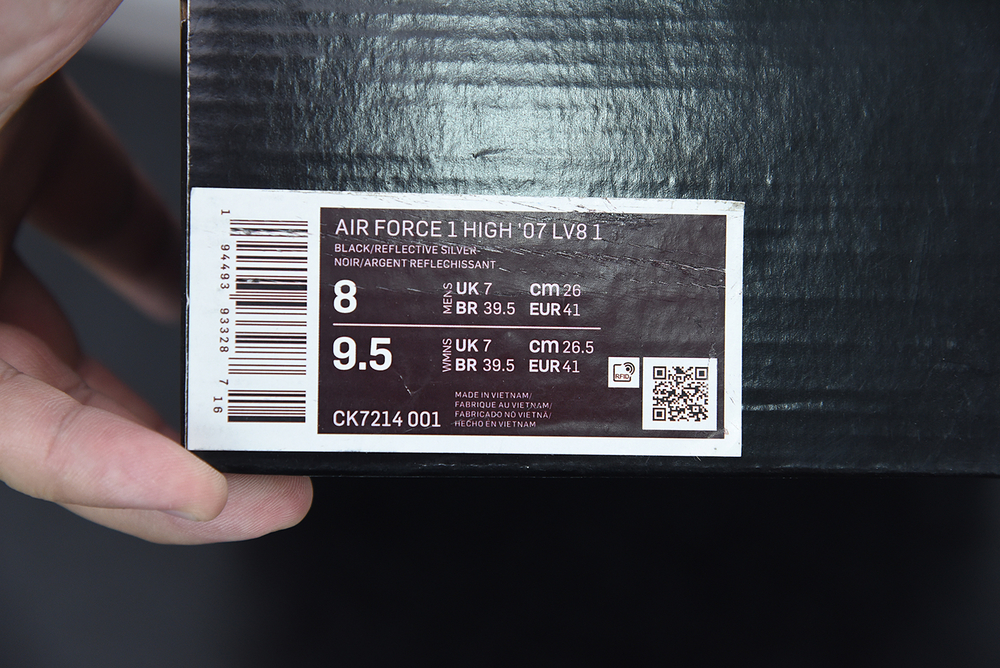 1 94493 93328 7 16
AIR FORCE 1 HIGH '07 LV8 1
BLACK/REFLECTIVE SILVER-
NOIR/ARGENT REFLECHISSANT
8
MENS
UK 7 cm 26
BR 39.5 EUR 41
9.5
WMNS
UK 7 cm 26.5
BR 39.5 EUR 41
RFID
CK7214 001
MADE IN VIETNAM/
FABRIQUE AU VIETNAM/
FABRICADO NO VIETNÃ/
HECHO EN VIETNAM